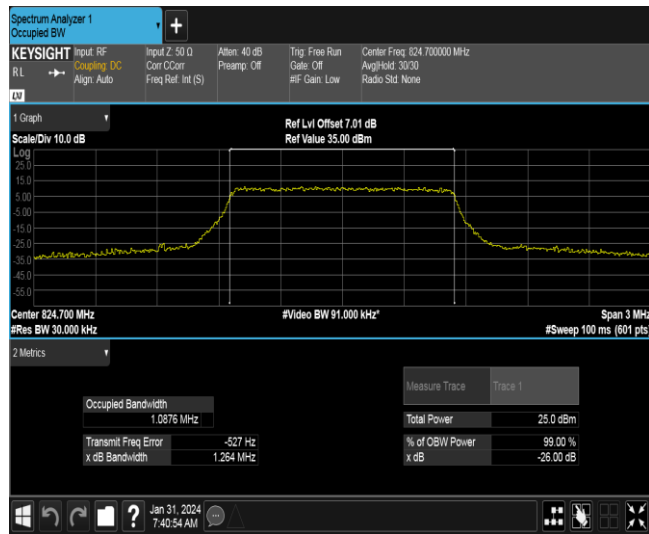 Spectrum Analyzer 1
Occupied BW
+
KEYSIGHT
Input: RF
Coupling: DC
Align: Auto
Input Z: 50 Ω
Corr CCorr
Freq Ref: Int (S)
Atten: 40 dB
Preamp: Off
Trig: Free Run
Gate: Off
#IF Gain: Low
Center Freq: 824.700000 MHz
Avg|Hold: 30/30
Radio Std: None
R L
LXI
1 Graph
Scale/Div 10.0 dB
Ref Lvl Offset 7.01 dB
Ref Value 35.00 dBm
Log
25.0
15.0
5.00
-5.00
-15.0
-25.0
-35.0
-45.0
-55.0
Center 824.700 MHz
#Video BW 91.000 kHz*
Span 3 MHz
#Res BW 30.000 kHz
#Sweep 100 ms (601 pts)
2 Metrics
Measure Trace Trace 1
Occupied Bandwidth
1.0876 MHz
Total Power 25.0 dBm
Transmit Freq Error -527 Hz
% of OBW Power 99.00 %
x dB Bandwidth 1.264 MHz
x dB -26.00 dB
?
Jan 31, 2024
7:40:54 AM